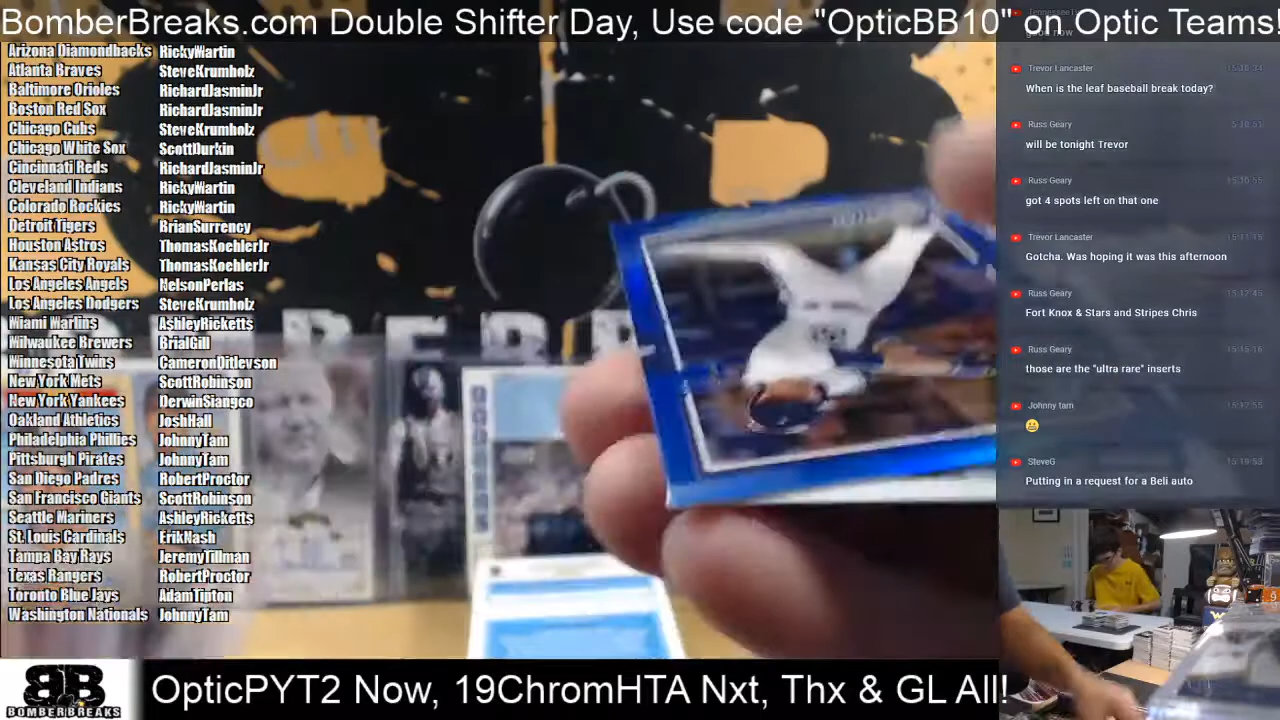 BomberBreaks.com Double Shifter Day, Use code "OpticBB10" on Optic Teams!
Arizona Diamondbacks RickyMartin
Atlanta Braves SteveKrumholz
Baltimore Orioles RichardJasminJr
Boston Red Sox RichardJasminJr
Chicago Cubs SteveKrumholz
Chicago White Sox ScottDurkin
Cincinnati Reds RichardJasminJr
Cleveland Indians RickyMartin
Colorado Rockies RickyMartin
Detroit Tigers BrianSurrency
Houston Astros ThomasKoehlerJr
Kansas City Royals ThomasKoehlerJr
Los Angeles Angels NelsonPerlas
Los Angeles Dodgers SteveKrumholz
Miami Marlins AshleyRicketts
Milwaukee Brewers BrialGill
Minnesota Twins CameronDitlevson
New York Mets ScottRobinson
New York Yankees DerwinSiangco
Oakland Athletics JoshHall
Philadelphia Phillies JohnnyTam
Pittsburgh Pirates JohnnyTam
San Diego Padres RobertProctor
San Francisco Giants ScottRobinson
Seattle Mariners AshleyRicketts
St. Louis Cardinals ErikNash
Tampa Bay Rays JeremyTillman
Texas Rangers RobertProctor
Toronto Blue Jays AdamTipton
Washington Nationals JohnnyTam
good now
Trevor Lancaster
When is the leaf baseball break today?
Russ Geary
will be tonight Trevor
Russ Geary
got 4 spots left on that one
Trevor Lancaster
Gotcha. Was hoping it was this afternoon
Russ Geary
Fort Knox & Stars and Stripes Chris
Russ Geary
those are the "ultra rare" inserts
Johnny tam
😬
SteveG
Putting in a request for a Beli auto
BB
BOMBERBREAKS
OpticPYT2 Now, 19ChromHTA Nxt, Thx & GL All!